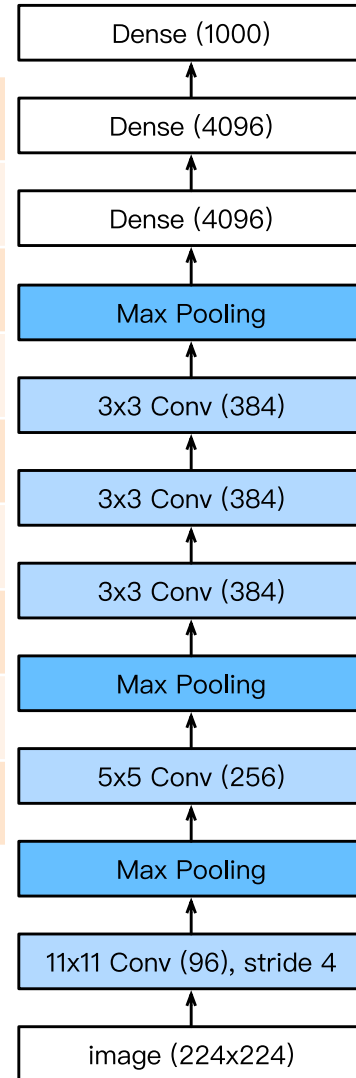 Dense (1000)
Dense (4096)
Dense (4096)
Max Pooling
3x3 Conv (384)
3x3 Conv (384)
3x3 Conv (384)
Max Pooling
5x5 Conv (256)
Max Pooling
11x11 Conv (96), stride 4
image (224x224)